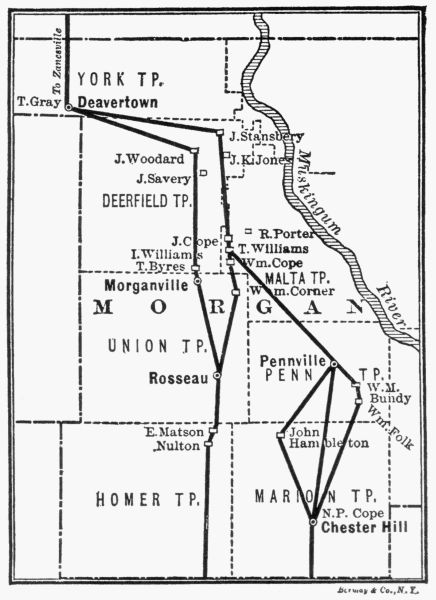 To Zanesville
YORK TP.
T. Gray Deavertown
J. Stansbery
J. Woodard
J. K. Jones
Muskingum
J. Savery
DEERFIELD TP.
R. Porter
J. Cope
T. Williams
I. Williams
Wm. Cope
T. Byres
MALTA TP.
Morganville
Wm. Corner
River
MORGAN
UNION TP.
Pennville
PENN TP.
Rosseau
W. M.
Bundy
Wm. Folk
E. Matson
Nulton
John
Hambleton
HOMER TP.
MARION TP.
N. P. Cope
Chester Hill
Bormay & Co., N. Y.